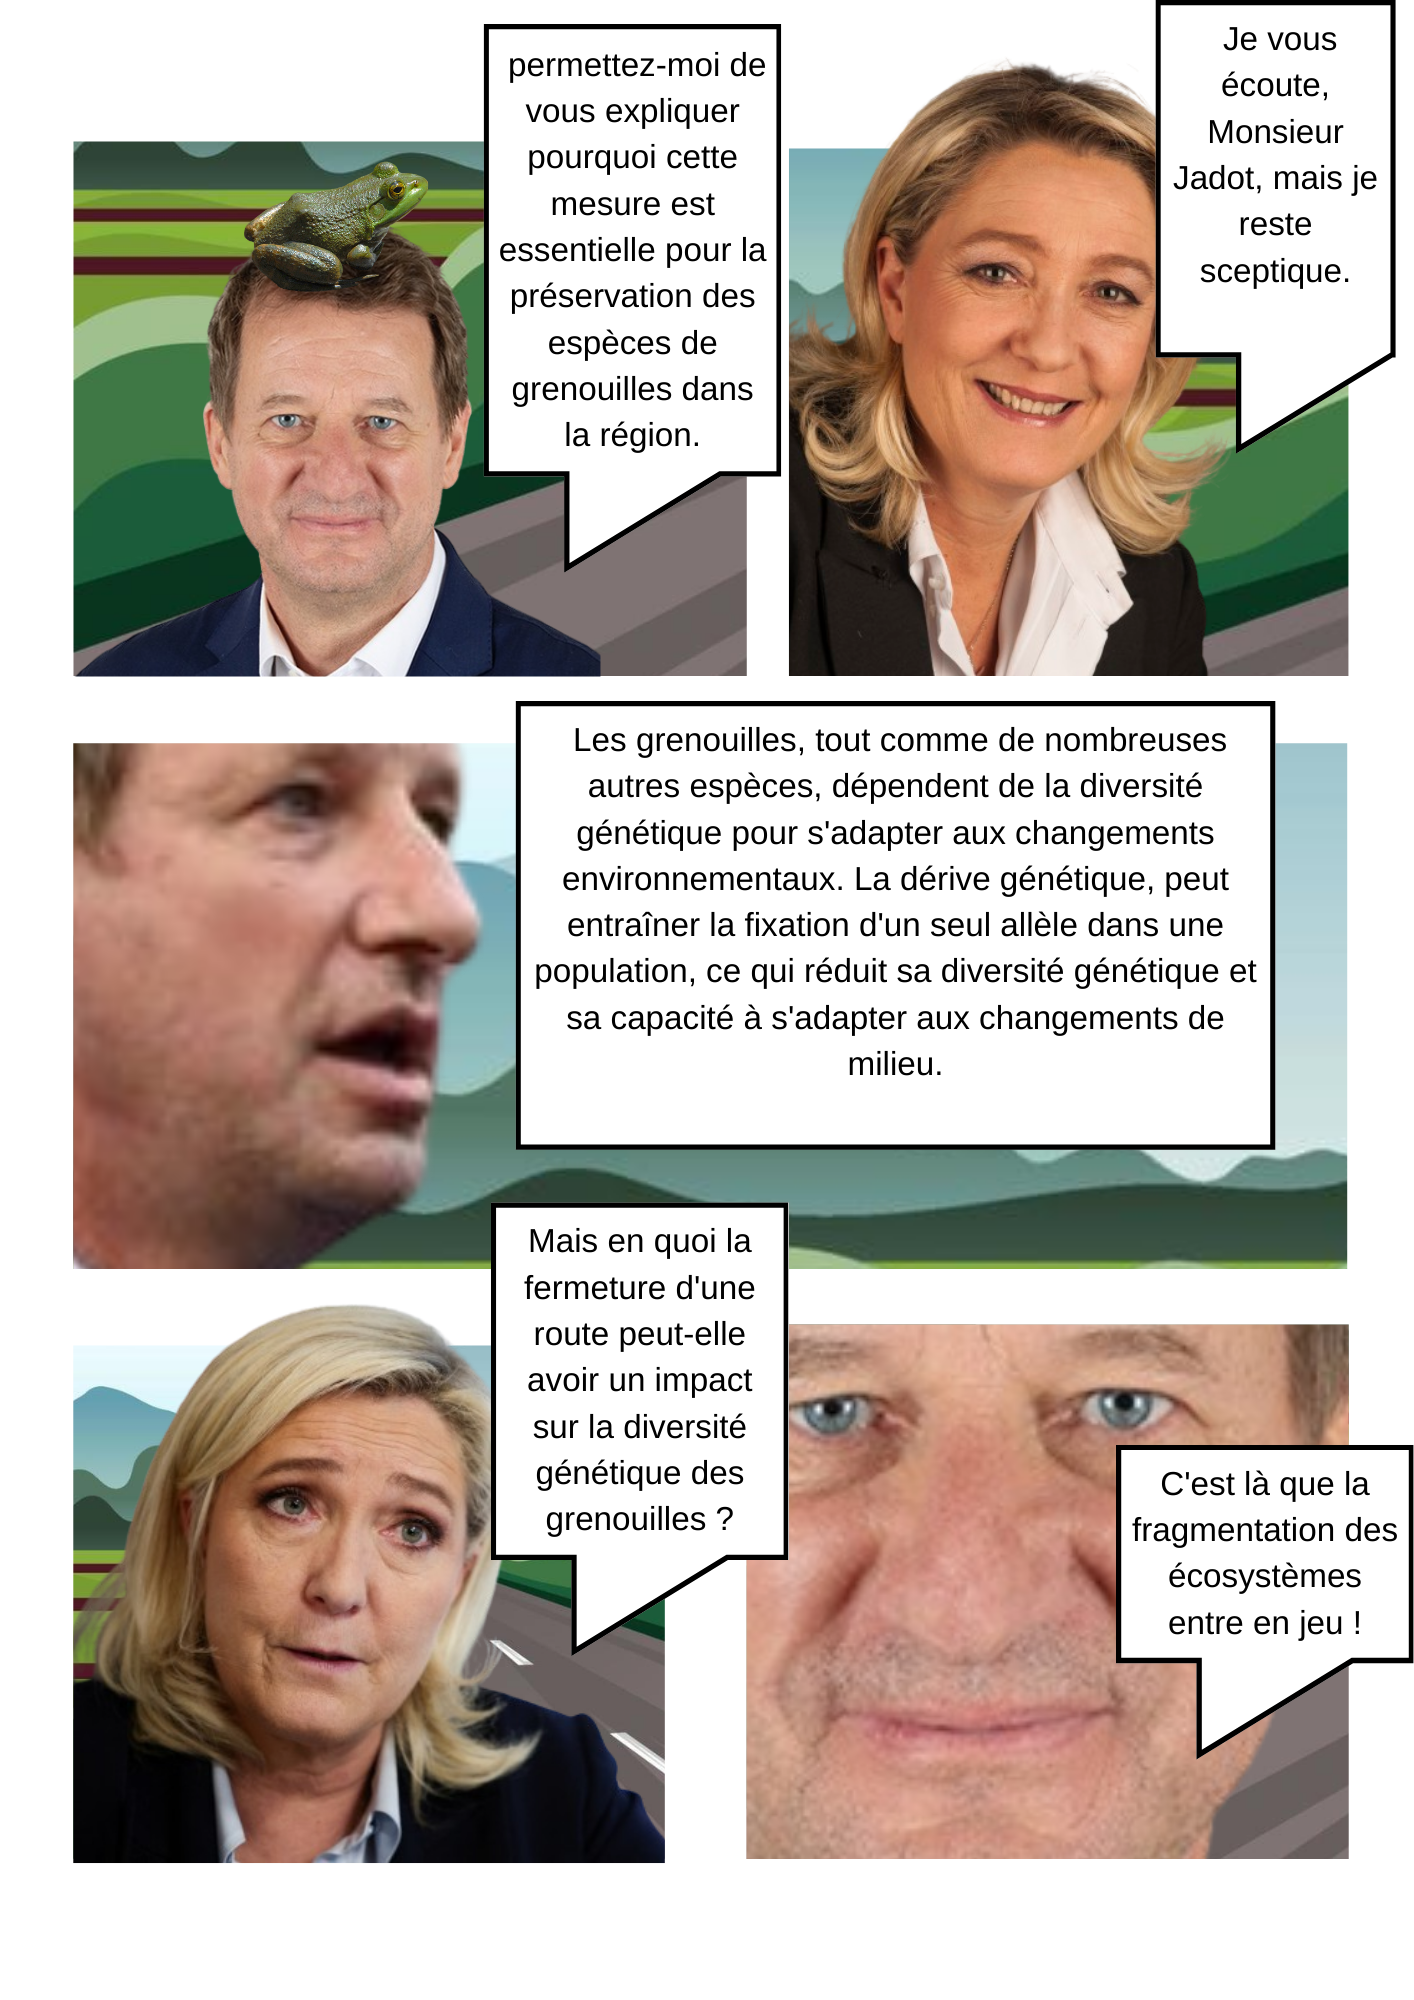 permettez-moi de
vous expliquer
pourquoi cette
mesure est
essentielle pour la
préservation des
espèces de
grenouilles dans
la région.
Je vous
écoute,
Monsieur
Jadot, mais je
reste
sceptique.
Les grenouilles, tout comme de nombreuses
autres espèces, dépendent de la diversité
génétique pour s'adapter aux changements
environnementaux. La dérive génétique, peut
entraîner la fixation d'un seul allèle dans une
population, ce qui réduit sa diversité génétique et
sa capacité à s'adapter aux changements de
milieu.
Mais en quoi la
fermeture d'une
route peut-elle
avoir un impact
sur la diversité
génétique des
grenouilles ?
C'est là que la
fragmentation des
écosystèmes
entre en jeu !